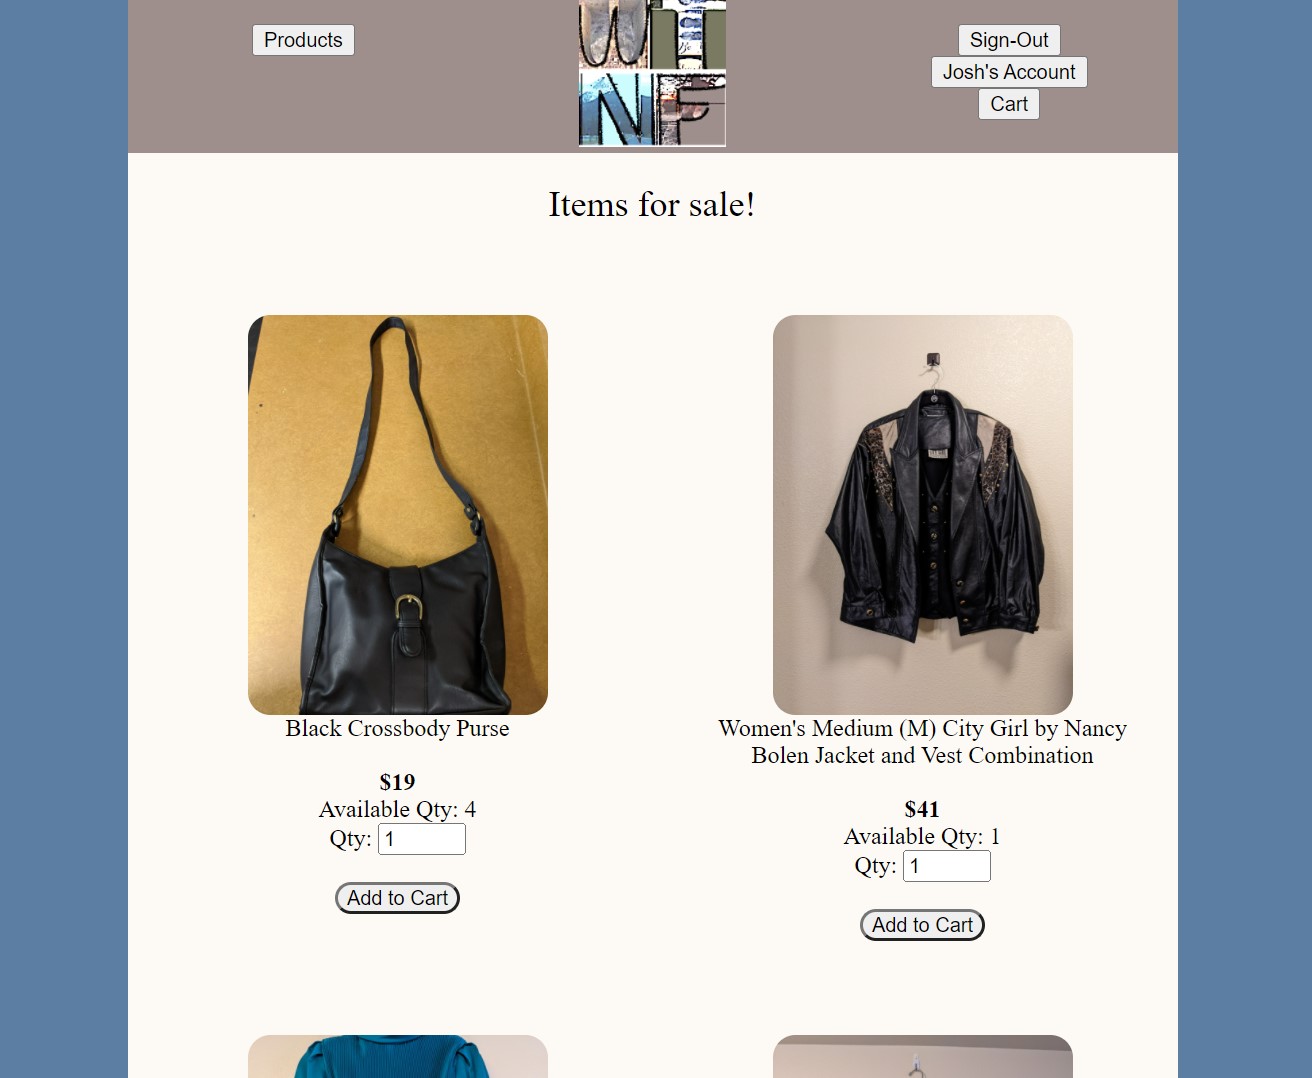 Products
WT
NF
Sign-Out
Josh's Account
Cart
Items for sale!
Black Crossbody Purse
$19
Available Qty: 4
Qty: 1
Add to Cart
Women's Medium (M) City Girl by Nancy
Bolen Jacket and Vest Combination
$41
Available Qty: 1
Qty: 1
Add to Cart